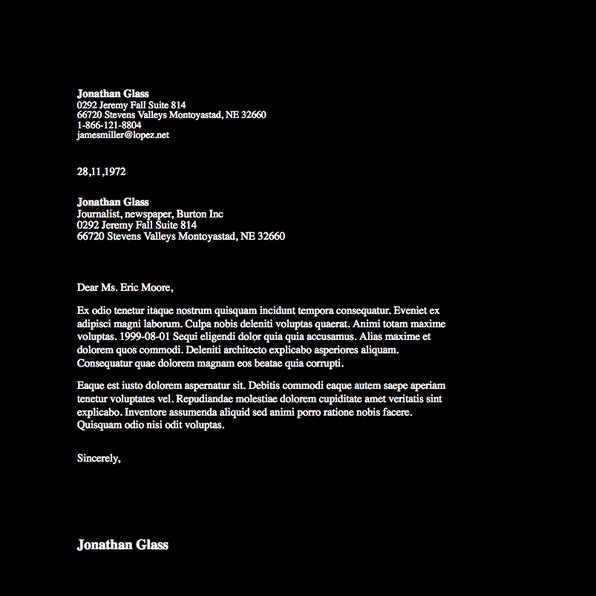 Jonathan Glass
0292 Jeremy Fall Suite 814
66720 Stevens Valleys Montoyastad, NE 32660
1-866-121-8804
jamesmiller@lopez.net
28,11,1972
Jonathan Glass
Journalist, newspaper, Burton Inc
0292 Jeremy Fall Suite 814
66720 Stevens Valleys Montoyastad, NE 32660
Dear Ms. Eric Moore,
Ex odio tenetur itaque nostrum quisquam incidunt tempora consequatur. Eveniet ex
adipisci magni laborum. Culpa nobis deleniti voluptas quaerat. Animi totam maxime
voluptas. 1999-08-01 Sequi eligendi dolor quia quia accusamus. Alias maxime et
dolorem quos commodi. Deleniti architecto explicabo asperiores aliquam.
Consequatur quae dolorem magnam eos beatae quia corrupti.
Eaque est iusto dolorem aspernatur sit. Debitis commodi eaque autem saepe aperiam
tenetur voluptates vel. Repudiandae molestiae dolorem cupiditate amet veritatis sint
explicabo. Inventore assumenda aliquid sed animi porro ratione nobis facere.
Quisquam odio nisi odit voluptas.
Sincerely,
Jonathan Glass